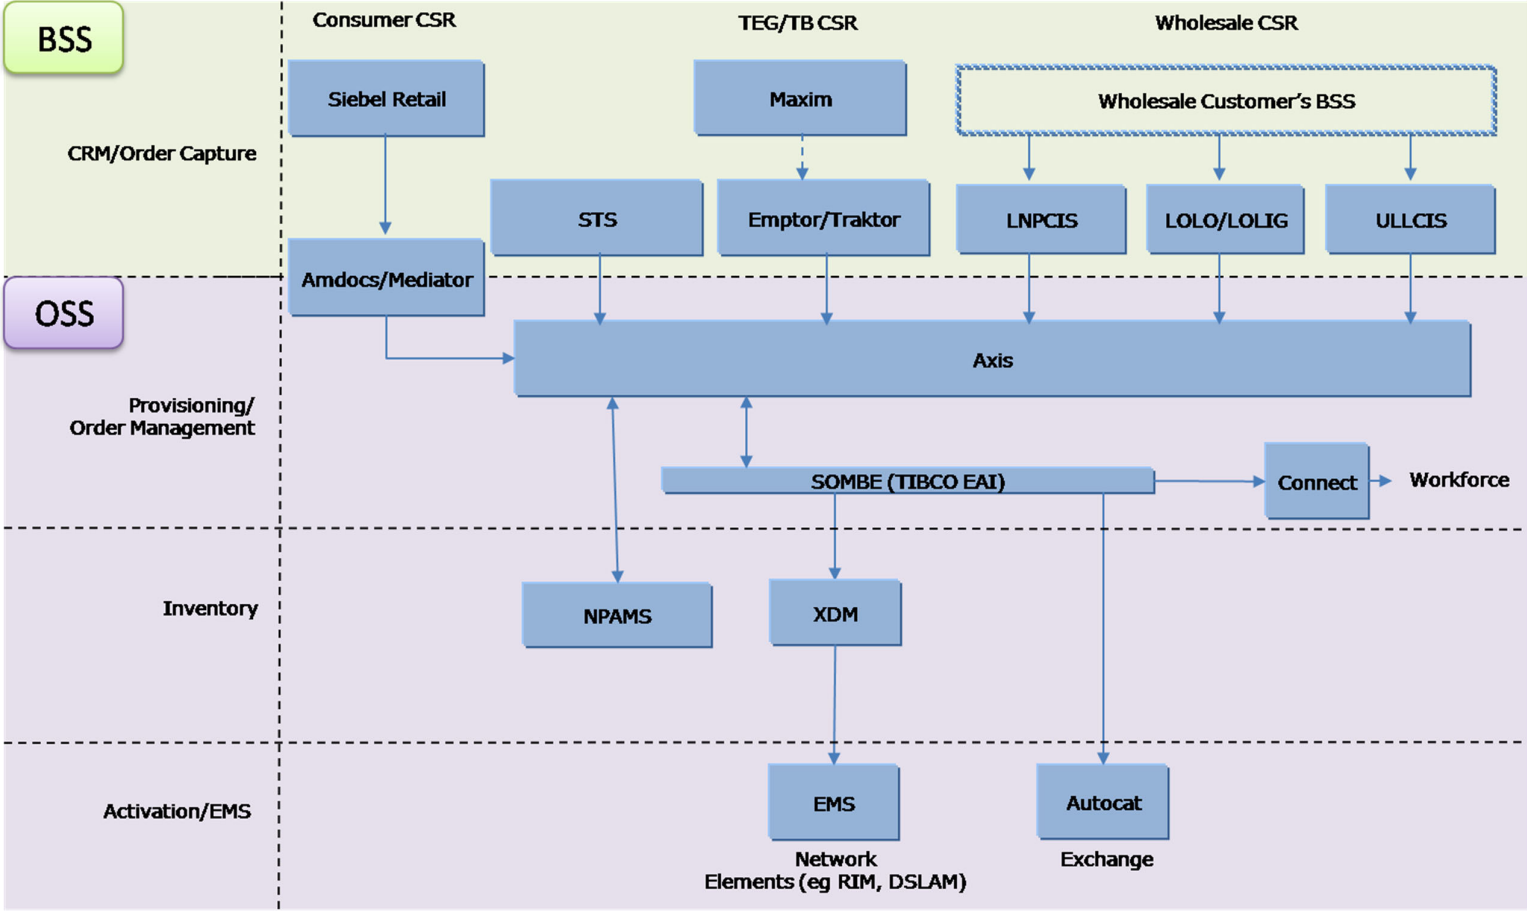 BSS
Consumer CSR
TEG/TB CSR
Wholesale CSR
Siebel Retail
Maxim
Wholesale Customer's BSS
CRM/Order Capture
STS
Emptor/Traktor
LNPCIS
LOLO/LOLIG
ULLCIS
Amdocs/Mediator
OSS
Axis
Provisioning/
Order Management
SOMBE (TIBCO EAI)
Connect
Workforce
Inventory
NPAMS
XDM
Activation/EMS
EMS
Autocat
Network
Elements (eg RIM, DSLAM)
Exchange